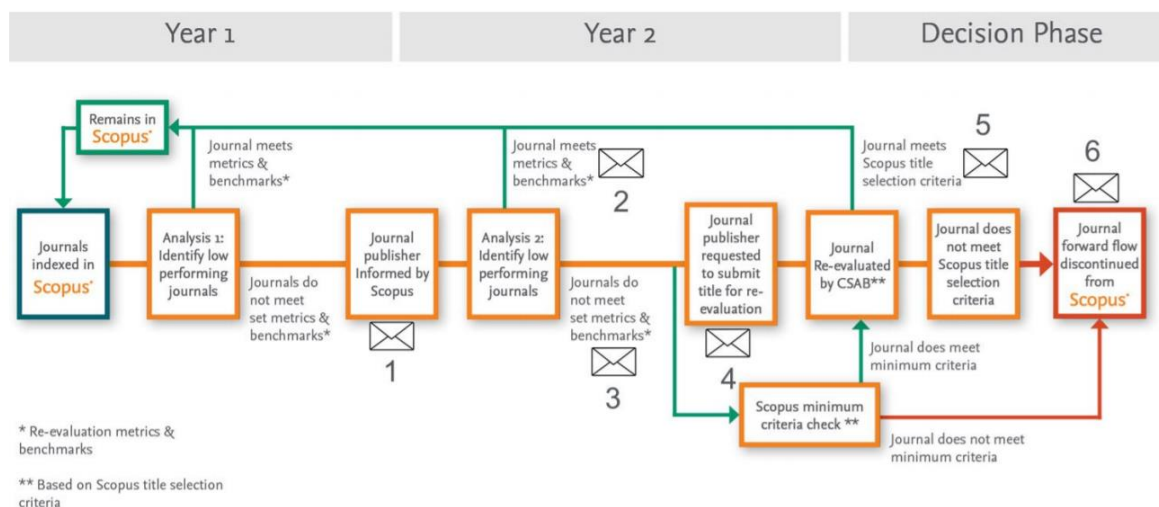 Year 1
Year 2
Decision Phase
Remains in
Scopus*
Journal meets
metrics &
benchmarks*
Journal meets
metrics &
benchmarks*
2
Journal meets
Scopus title
selection criteria
5
6
Journals
indexed in
Scopus*
Analysis 1:
Identify low
performing
journals
Journals do
not meet
set metrics &
benchmarks*
Journal
publisher
Informed by
Scopus
1
Analysis 2:
Identify low
performing
journals
Journals do
not meet
set metrics &
benchmarks*
3
Journal
publisher
requested
to submit
title for re-
evaluation
4
Journal
Re-evaluated
by CSAB**
Journal does
not meet
Scopus title
selection
criteria
Journal
forward flow
discontinued
from
Scopus*
Journal does meet
minimum criteria
Scopus minimum
criteria check **
Journal does not meet
minimum criteria
* Re-evaluation metrics &
benchmarks
** Based on Scopus title selection
criteria